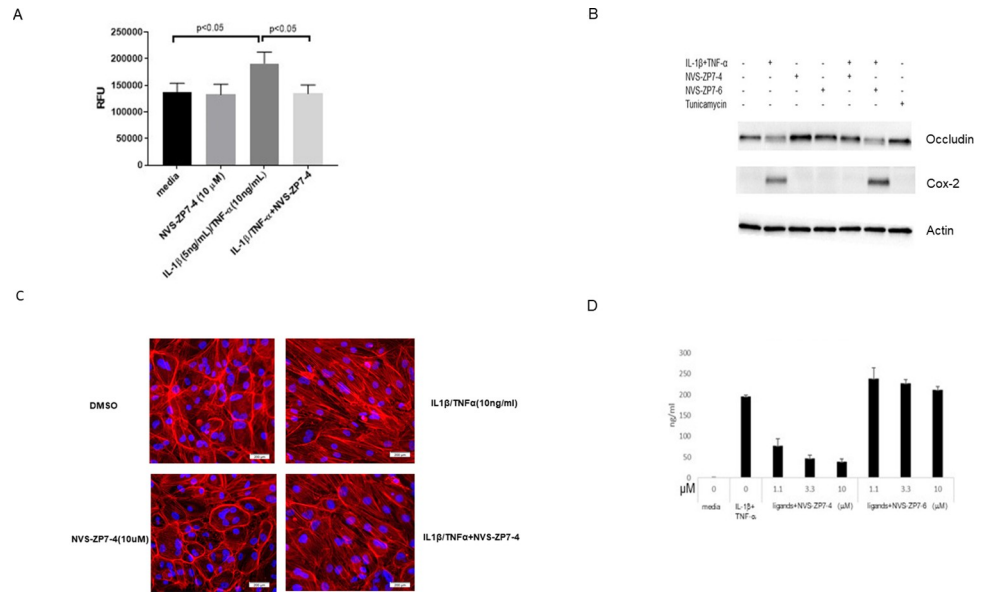 A
p<0.05
p<0.05
250000
200000
150000
100000
50000
0
RFU
media
NVS-ZP7-4 (10 μM)
IL-1β(5ng/mL)/TNF-α(10ng/mL)
IL-1β/TNF-α+NVS-ZP7-4
B
IL-1β+TNF-α - + - - + + -
NVS-ZP7-4 - - + - + - -
NVS-ZP7-6 - - - + - + -
Tunicamycin - - - - - - +
Occludin
Cox-2
Actin
C
DMSO
IL1β/TNFα(10ng/ml)
NVS-ZP7-4(10uM)
IL1β/TNFα+NVS-ZP7-4
D
300
250
200
150
100
50
0
ng/ml
μM 0 0 1.1 3.3 10 1.1 3.3 10
media IL-1β+ TNF-α. ligands+NVS-ZP7-4 (μM) ligands+NVS-ZP7-6 (μM)